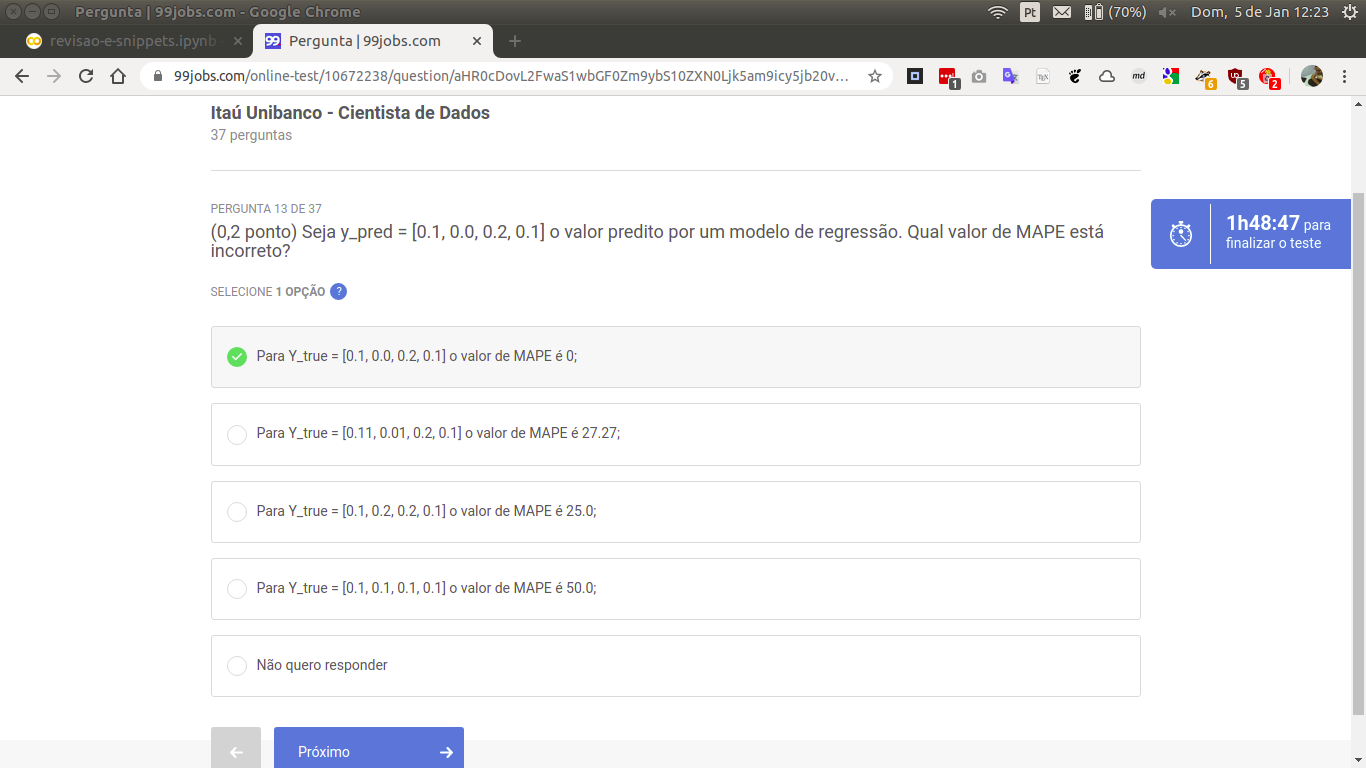 Pergunta | 99jobs.com - Google Chrome
Pt
(70%)
Dom, 5 de Jan 12:23
revisao-e-snippets.ipynb
Pergunta | 99jobs.com
99jobs.com/online-test/10672238/question/aHR0cDovL2FwaS1wbGF0Zm9ybS10ZXN0Ljk5am9icy5jb20v...
1
md
6
5
2
Itaú Unibanco - Cientista de Dados
37 perguntas
PERGUNTA 13 DE 37
(0,2 ponto) Seja y_pred = [0.1, 0.0, 0.2, 0.1] o valor predito por um modelo de regressão. Qual valor de MAPE está
incorreto?
1h48:47 para
finalizar o teste
SELECIONE 1 OPÇÃO ?
Para Y_true = [0.1, 0.0, 0.2, 0.1] o valor de MAPE é 0;
Para Y_true = [0.11, 0.01, 0.2, 0.1] o valor de MAPE é 27.27;
Para Y_true = [0.1, 0.2, 0.2, 0.1] o valor de MAPE é 25.0;
Para Y_true = [0.1, 0.1, 0.1, 0.1] o valor de MAPE é 50.0;
Não quero responder
Próximo